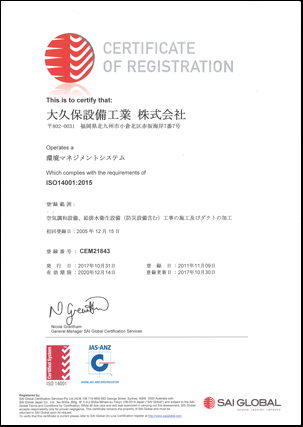 CERTIFICATE
OF REGISTRATION
This is to certify that:
大久保設備工業 株式会社
〒802-0031 福岡県北九州市小倉北区赤坂海岸7番7号
Operates a
環境マネジメントシステム
Which complies with the requirements of
ISO14001:2015
登録範囲:
空気調和設備、給排水衛生設備（防災設備含む）工事の施工及びダクトの加工
初回登録日：2005年12月15日
登録番号：CEM21843
発行日：2017年10月31日 登録日：2011年11月09日
有効期限：2020年12月14日 登録更新日：2017年10月30日
Nicole Grantham
General Manager SAI Global Certification Services
Certified System
ISO 14001
JAS-ANZ
WWW.JAS-ANZ.ORG/REGISTER
Registered by:
SAI GLOBAL